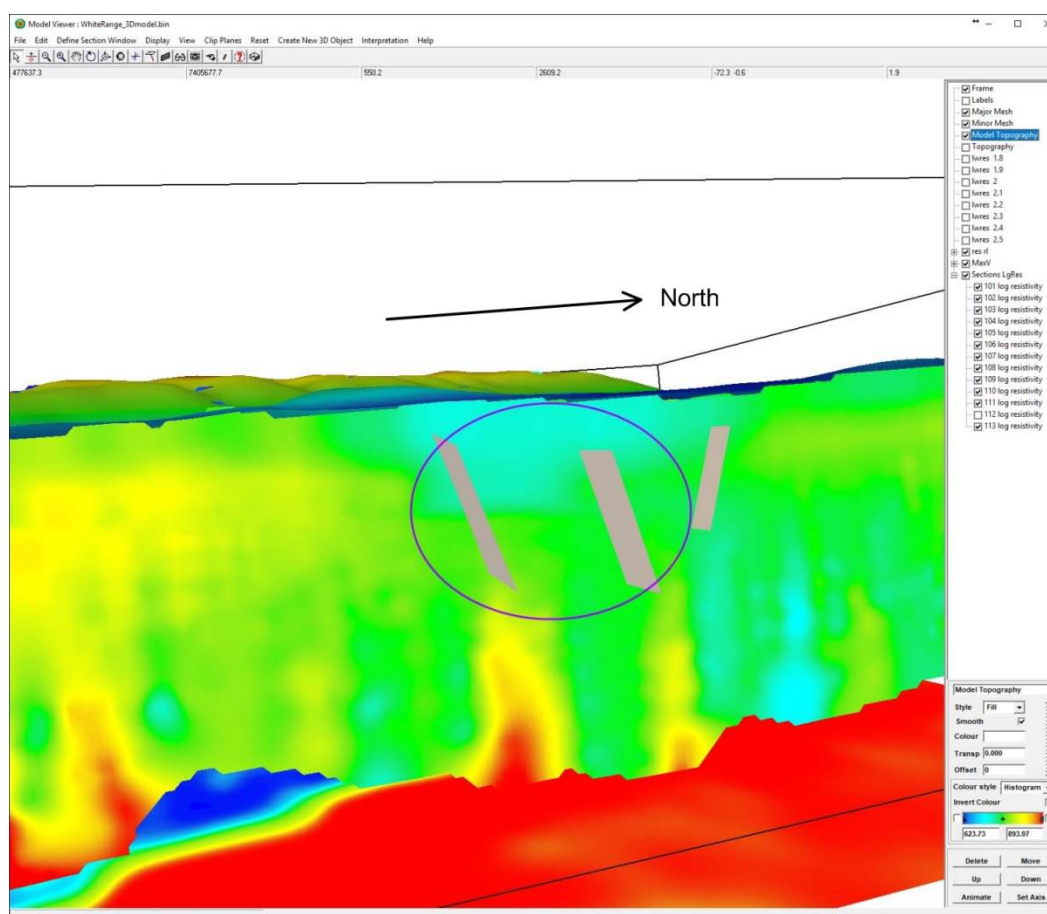 Model Viewer : WhiteRange_3Dmodel.bin
File Edit Define Section Window Display View Clip Planes Reset Create New 3D Object Interpretation Help
477637.3 7405677.7 550.2 2609.2 -72.3 -0.6 1.9
Frame
Labels
Major Mesh
Minor Mesh
Model Topography
Topography
lwres 1.8
lwres 1.9
lwres 2
lwres 2.1
lwres 2.2
lwres 2.3
lwres 2.4
lwres 2.5
res rl
MaxV
Sections LgRes
101 log resistivity
102 log resistivity
103 log resistivity
104 log resistivity
105 log resistivity
106 log resistivity
107 log resistivity
108 log resistivity
109 log resistivity
110 log resistivity
111 log resistivity
112 log resistivity
113 log resistivity
North
Model Topography
Style Fill
Smooth
Colour
Transp 0.000
Offset 0
Colour style Histogram
Invert Colour
623.73 893.97
Delete Move
Up Down
Animate Set Axis